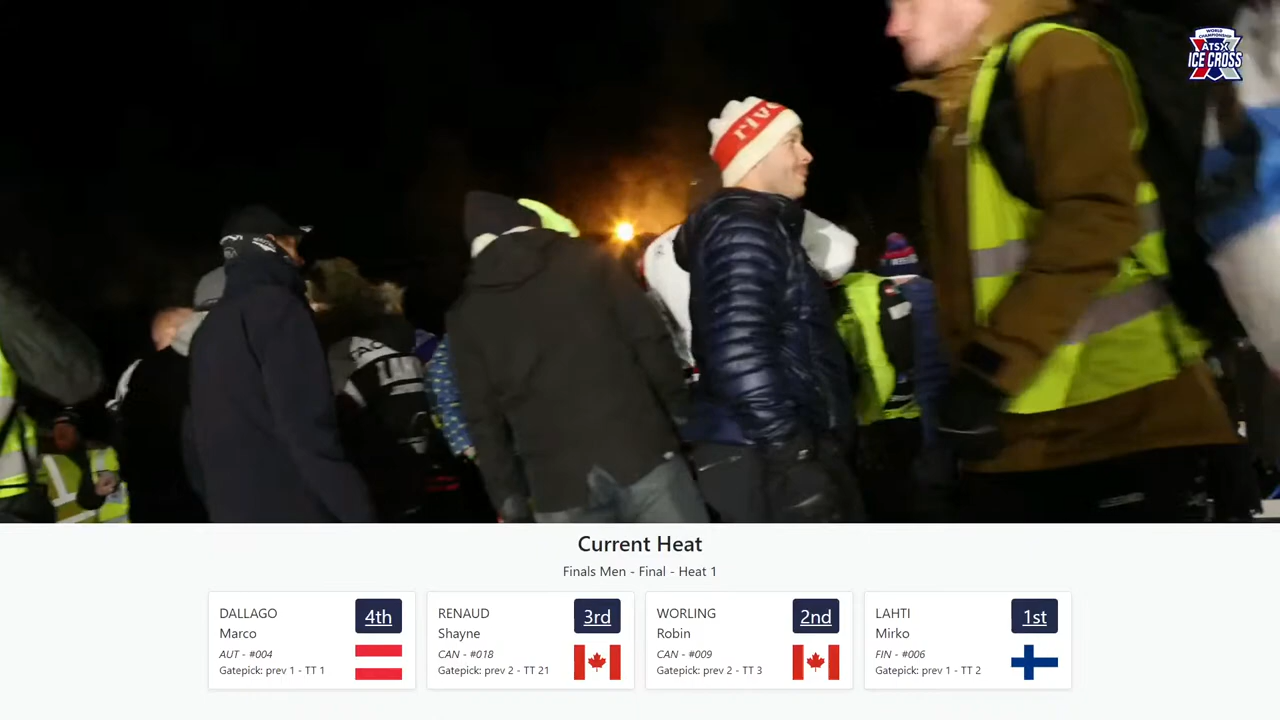 WORLD
CHAMPIONSHIP
ATSX
ICE CROSS
rive
Current Heat
Finals Men - Final - Heat 1
DALLAGO
Marco
AUT - #004
Gatepick: prev 1 - TT 1
4th
RENAUD
Shayne
CAN - #018
Gatepick: prev 2 - TT 21
3rd
WORLING
Robin
CAN - #009
Gatepick: prev 2 - TT 3
2nd
LAHTI
Mirko
FIN - #006
Gatepick: prev 1 - TT 2
1st